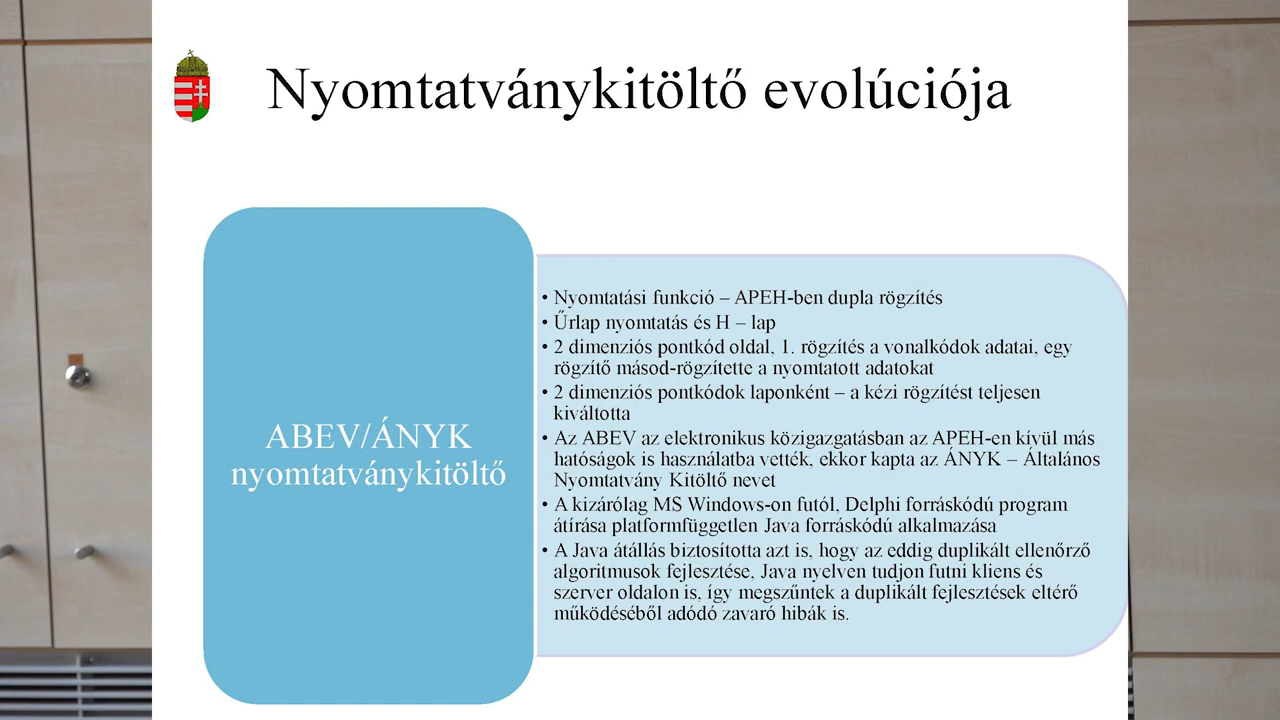 Nyomtatványkitöltő evolúciója
ABEV/ÁNYK
nyomtatványkitöltő
• Nyomtatási funkció – APEH-ben dupla rögzítés
• Űrlap nyomtatás és H – lap
• 2 dimenziós pontkód oldal, 1. rögzítés a vonalkódok adatai, egy
rögzítő másod-rögzítette a nyomtatott adatokat
• 2 dimenziós pontkódok laponként – a kézi rögzítést teljesen
kiváltotta
• Az ABEV az elektronikus közigazgatásban az APEH-en kívül más
hatóságok is használatba vették, ekkor kapta az ÁNYK – Általános
Nyomtatvány Kitöltő nevet
• A kizárólag MS Windows-on futól, Delphi forráskódú program
átírása platformfüggetlen Java forráskódú alkalmazása
• A Java átállás biztosította azt is, hogy az eddig duplikált ellenőrző
algoritmusok fejlesztése, Java nyelven tudjon futni kliens és
szerver oldalon is, így megszűntek a duplikált fejlesztések eltérő
működéséből adódó zavaró hibák is.